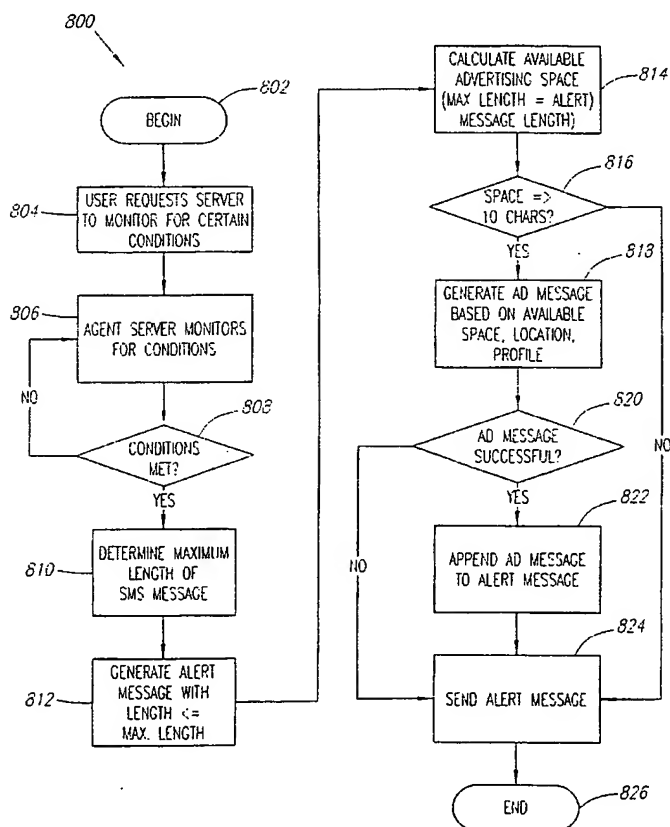 800
802
BEGIN
804
USER REQUESTS SERVER
TO MONITOR FOR CERTAIN
CONDITIONS
806
AGENT SERVER MONITORS
FOR CONDITIONS
NO
808
CONDITIONS
MET?
YES
810
DETERMINE MAXIMUM
LENGTH OF
SMS MESSAGE
812
GENERATE ALERT
MESSAGE WITH
LENGTH <=
MAX. LENGTH
CALCULATE AVAILABLE
ADVERTISING SPACE
(MAX LENGTH = ALERT)
MESSAGE LENGTH)
814
816
SPACE =>
10 CHARS?
YES
818
GENERATE AD MESSAGE
BASED ON AVAILABLE
SPACE, LOCATION,
PROFILE
820
AD MESSAGE
SUCCESSFUL?
NO
YES
822
NO
APPEND AD MESSAGE
TO ALERT MESSAGE
824
SEND ALERT MESSAGE
END
826